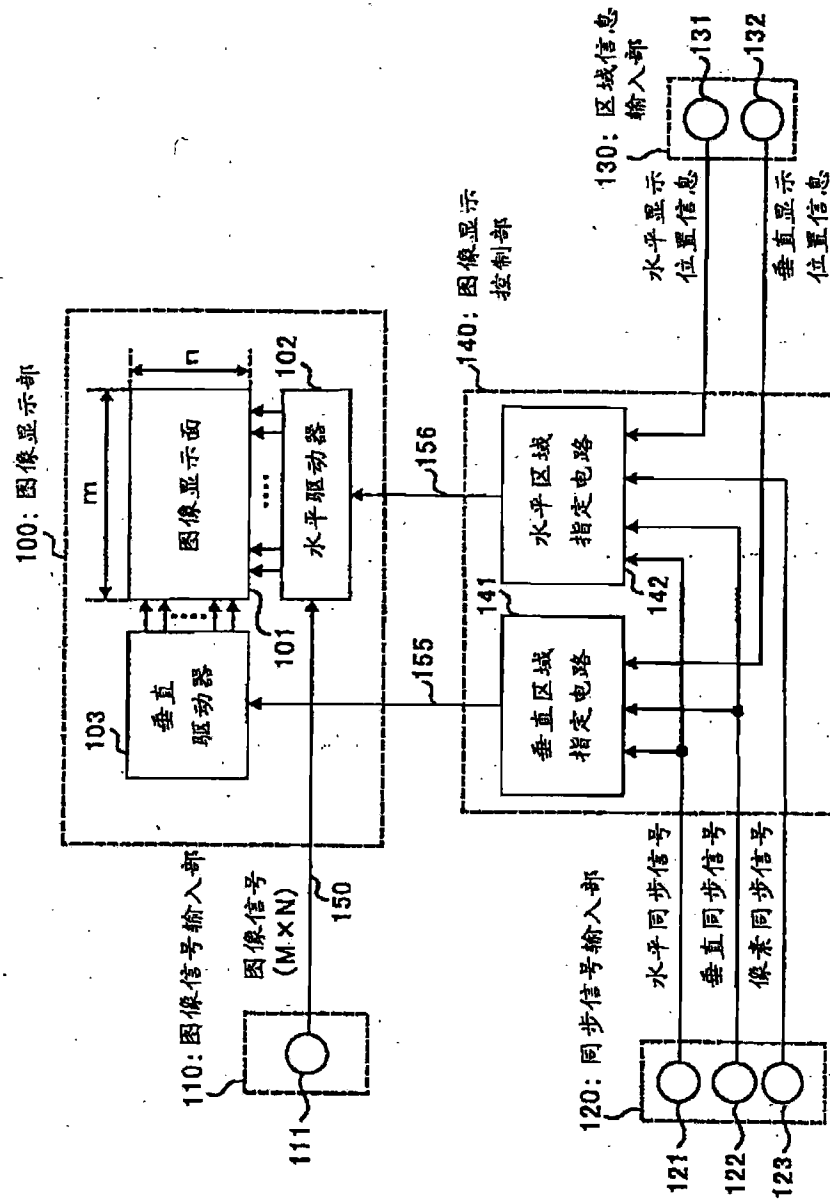 100: 图像显示部
m
n
图像显示面
101
102
水平驱动器
103
垂直
驱动器
110: 图像信号输入部
111
图像信号
(M×N)
150
155
156
140: 图像显示
控制部
141
垂直区域
指定电路
142
水平区域
指定电路
120: 同步信号输入部
121
122
123
水平同步信号
垂直同步信号
像素同步信号
130: 区域信息
输入部
131
132
水平显示
位置信息
垂直显示
位置信息